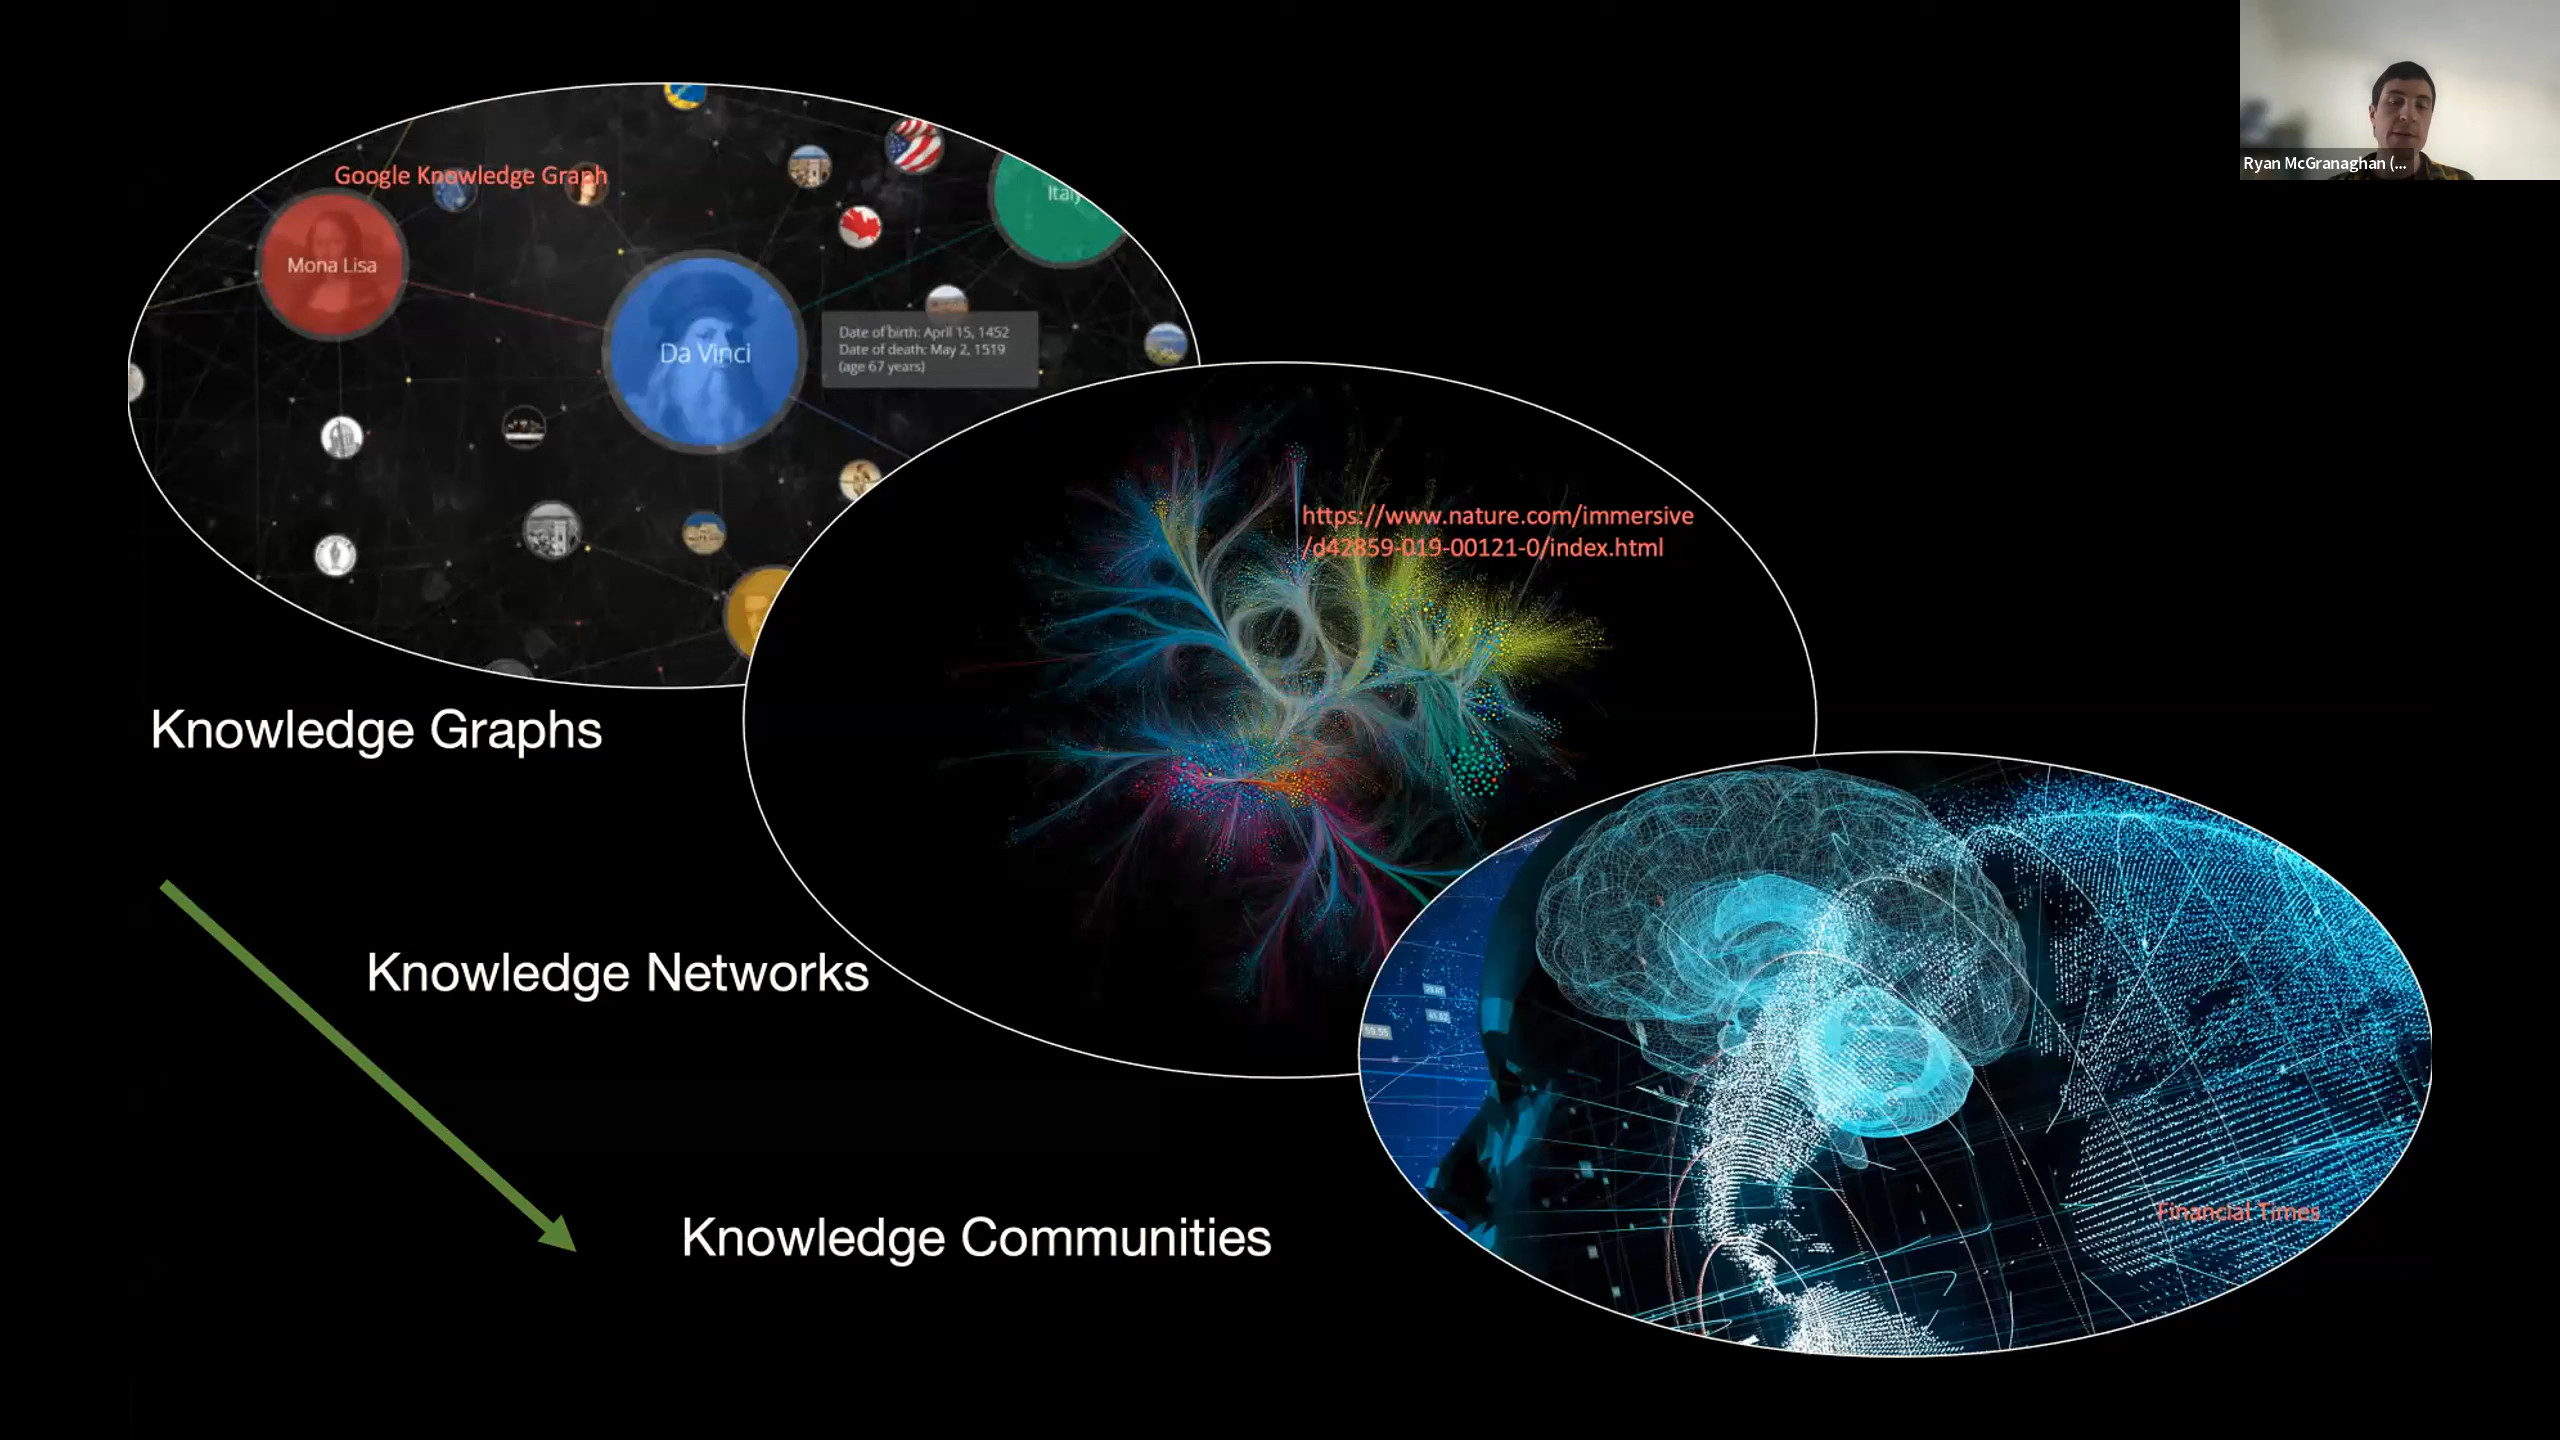 Ryan McGranaghan (...
Google Knowledge Graph
Italy
Mona Lisa
Da Vinci
Date of birth: April 15, 1452
Date of death: May 2, 1519
(age 67 years)
https://www.nature.com/immersive
/d42859-019-00121-0/index.html
Knowledge Graphs
Knowledge Networks
Knowledge Communities
Financial Times